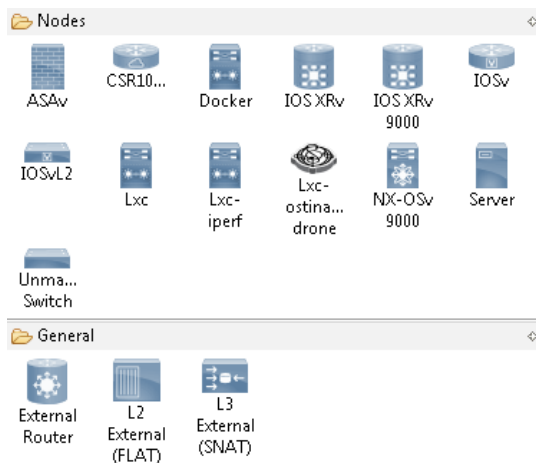 Nodes
ASAv
CSR10...
Docker
IOS XRv
IOS XRv
9000
IOSv
IOSvL2
Lxc
Lxc-
iperf
Lxc-
ostina...
drone
NX-OSv
9000
Server
Unma...
Switch
General
External
Router
L2
External
(FLAT)
L3
External
(SNAT)